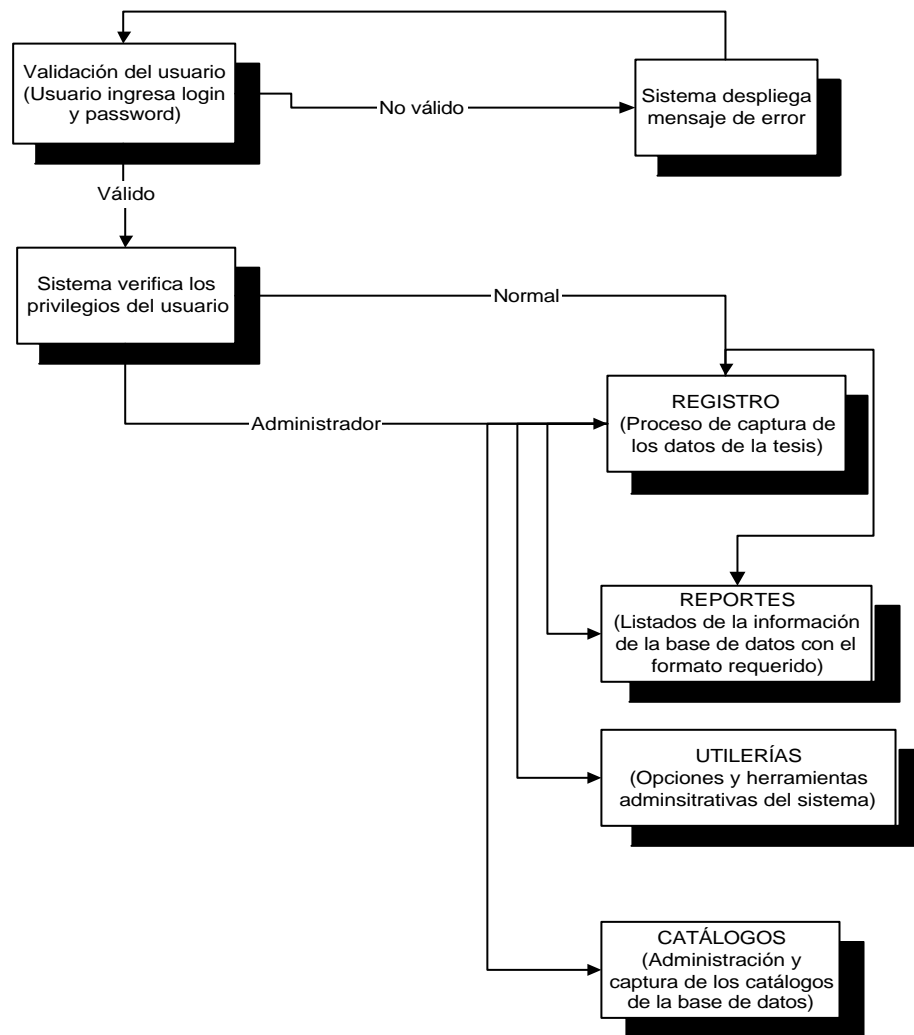 Validación del usuario
(Usuario ingresa login
y password)
No válido
Sistema despliega
mensaje de error
Válido
Sistema verifica los
privilegios del usuario
Normal
Administrador
REGISTRO
(Proceso de captura de
los datos de la tesis)
REPORTES
(Listados de la información
de la base de datos con el
formato requerido)
UTILERÍAS
(Opciones y herramientas
adminsitrativas del sistema)
CATÁLOGOS
(Administración y
captura de los catálogos
de la base de datos)